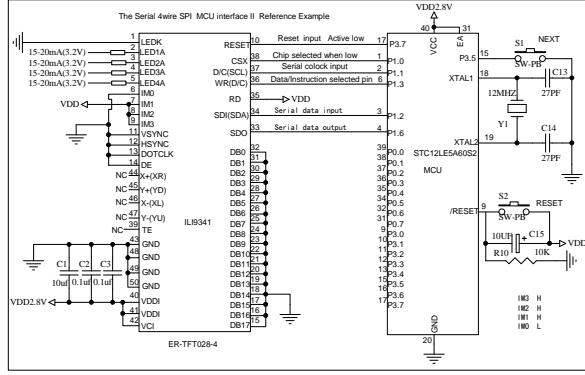 The Serial 4wire SPI MCU interface II Reference Example
VDD2.8V
1 LEDK
15-20mA(3.2V) 2 LED1A
15-20mA(3.2V) 3 LED2A
15-20mA(3.2V) 4 LED3A
15-20mA(3.2V) 5 LED4A
6 IM0
VDD 7 IM1
8 IM2
9 IM3
11 VSYNC
12 HSYNC
13 DOTCLK
14 DE
NC 44 X+(XR)
NC 45 Y+(YD)
NC 46 X-(XL)
NC 47 Y-(YU)
NC 39 TE
43 GND
48 GND
49 GND
50 GND
40 VDDI
41 VDDI
42 VCI
C1 C2 C3
10uf 0.1uf 0.1uf
VDD2.8V
ILI9341
ER-TFT028-4
RESET 10 Reset input Active low 17 P3.7
CSX 38 Chip selected when low 1 P1.0
D/C(SCL) 37 Serial colock input 2 P1.1
WR(D/C) 36 Data/Instruction selected pin 6 P1.3
RD 35 VDD
SDI(SDA) 34 Serial data input 3 P1.2
SDO 33 Serial data output 4 P1.6
DB0 32
DB1 31
DB2 30
DB3 29
DB4 28
DB5 27
DB6 26
DB7 25
DB8 24
DB9 23
DB10 22
DB11 21
DB12 20
DB13 19
DB14 18
DB15 17
DB16 16
DB17 15
39 P0.0
38 P0.1
37 P0.2
36 P0.3
35 P0.4
34 P0.5
32 P0.6
31 P0.7
9 P3.0
10 P3.1
11 P3.2
12 P3.3
13 P3.4
14 P3.5
15 P3.6
16
17 P3.7
40 VCC
31 EA
STC12LE5A60S2
MCU
20 GND
P3.5 15
S1 NEXT
SW-PB
XTAL1 18
12MHZ
Y1
C13
27PF
XTAL2 19
C14
27PF
/RESET 9
S2 RESET
SW-PB
10UF + C15
R10 10K
VDD
IM3 H
IM2 H
IM1 H
IM0 L